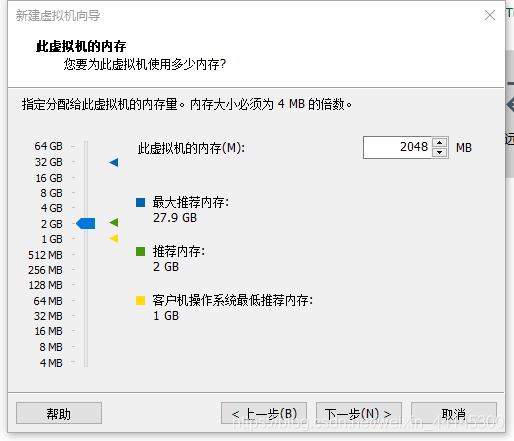 新建虚拟机向导
此虚拟机的内存
您要为此虚拟机使用多少内存?
指定分配给此虚拟机的内存量。内存大小必须为 4 MB 的倍数。
64 GB
32 GB
16 GB
8 GB
4 GB
2 GB
1 GB
512 MB
256 MB
128 MB
64 MB
32 MB
16 MB
8 MB
4 MB
此虚拟机的内存(M): 2048 MB
最大推荐内存:
27.9 GB
推荐内存:
2 GB
客户机操作系统最低推荐内存:
1 GB
帮助 < 上一步(B) 下一步(N) > 取消